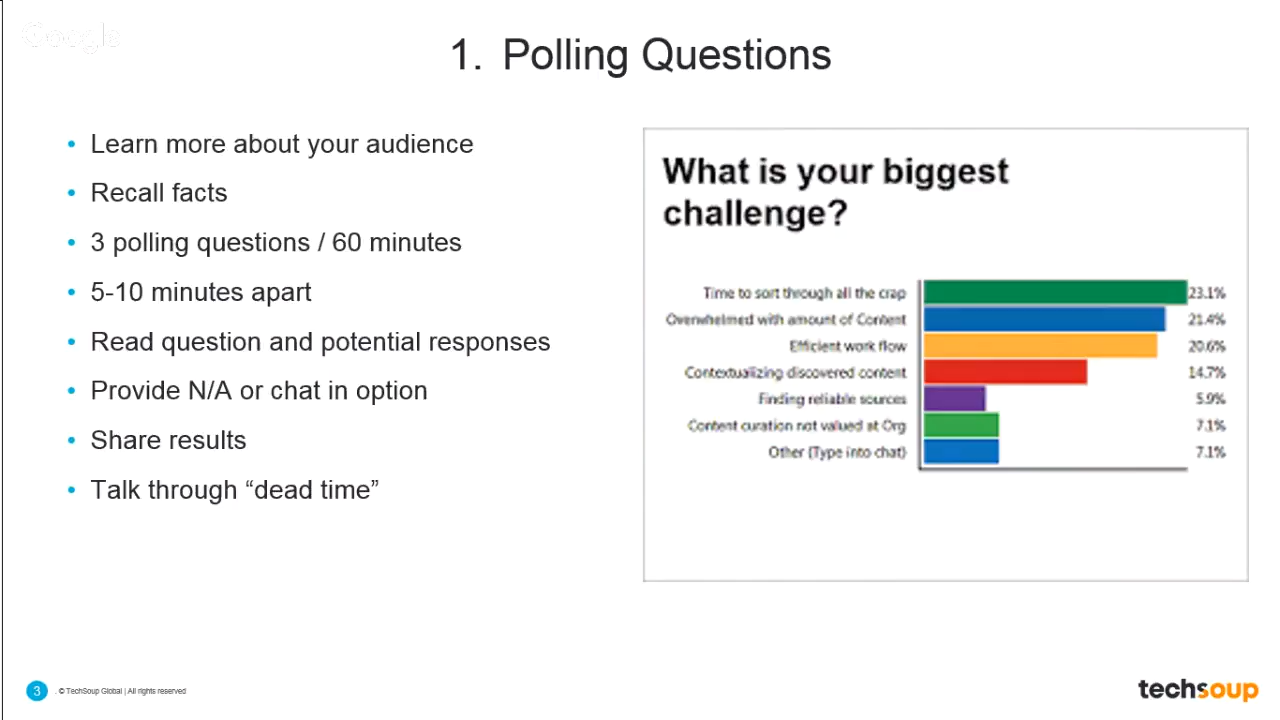 Google
1. Polling Questions
• Learn more about your audience
• Recall facts
• 3 polling questions / 60 minutes
• 5-10 minutes apart
Read question and potential responses
• Provide N/A or chat in option
• Share results
• Talk through “dead time”
What is your biggest
challenge?
Time to sort through all the crap 23.1%
Overwhelmed with amount of Content 21.4%
Efficient work flow 20.6%
Contextualizing discovered content 14.7%
Finding reliable sources 5.9%
Content curation not valued at Org 7.1%
Other (Type into chat) 7.1%
3 . © TechSoup Global | All rights reserved
techsoup